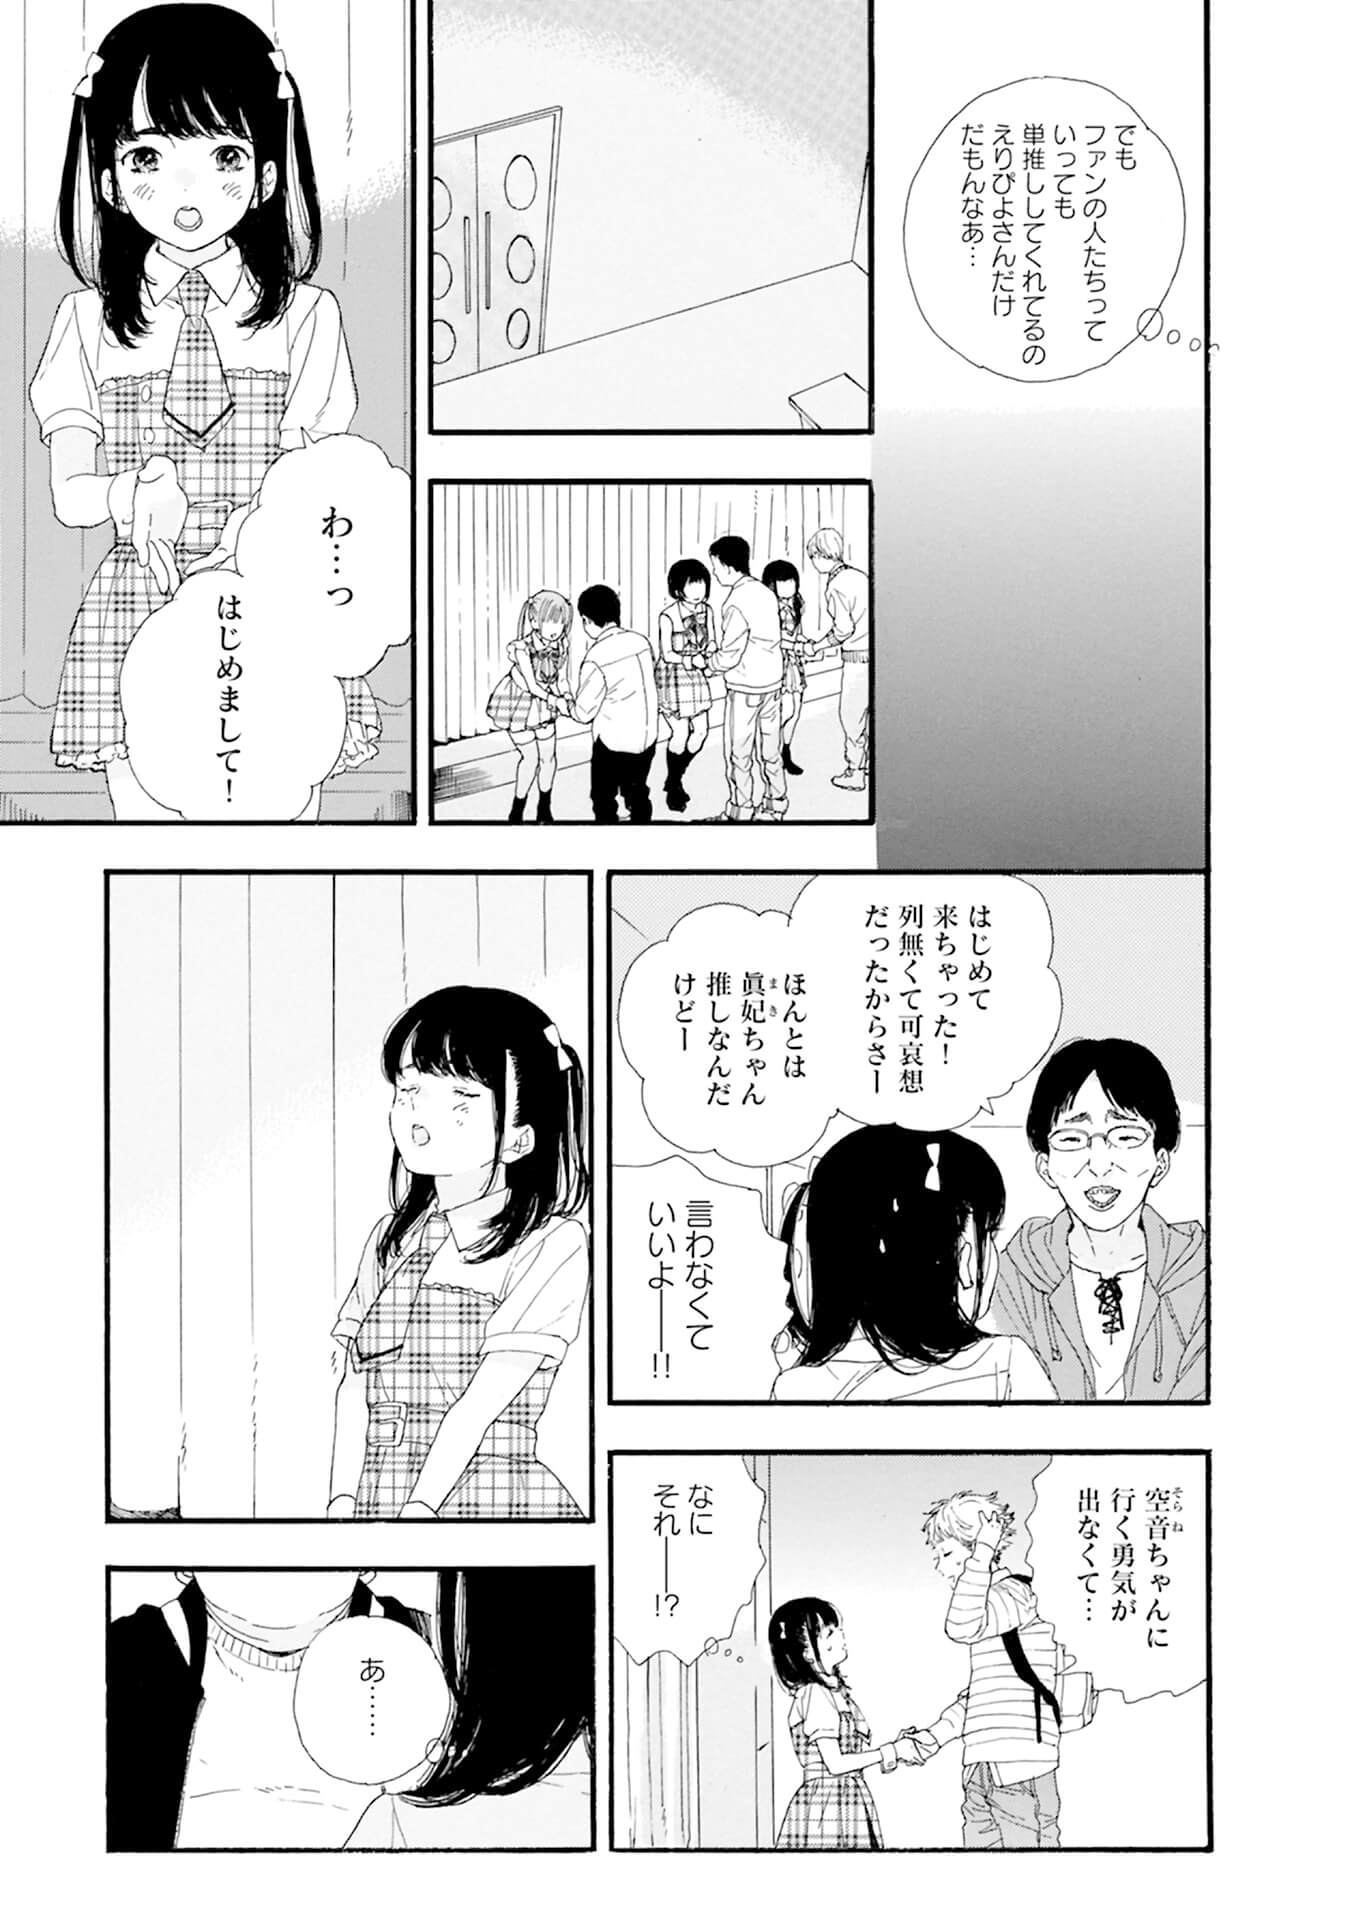 でも
ファンの人たちって
いっても
単推ししてくれてるの
えりぴよさんだけ
だもんなあ…
わ…っ
はじめまして！
はじめて
来ちゃった！
列無くて可哀想
だったからさー
ほんとは
眞妃ちゃん
まき
推しなんだ
けどー
言わなくて
いいよ――!!
空音ちゃんに
そらね
行く勇気が
出なくて…
なに
それ――!?
あ……